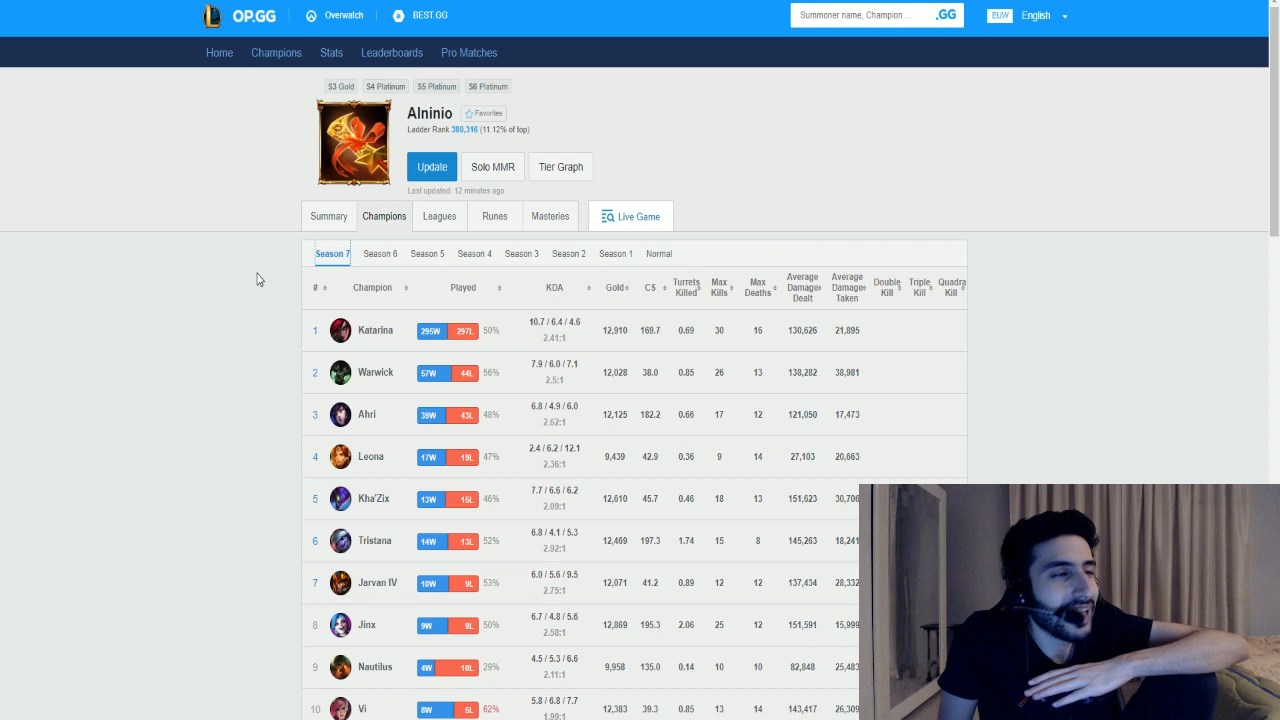 OP.GG Overwatch BEST.GG Summoner name, Champion ... .GG EUW English
Home Champions Stats Leaderboards Pro Matches
S3 Gold S4 Platinum S5 Platinum S6 Platinum
Alninio Favorites
Ladder Rank 380,316 (11.12% of top)
Update Solo MMR Tier Graph
Last updated: 12 minutes ago
Summary Champions Leagues Runes Masteries Live Game
Season 7 Season 6 Season 5 Season 4 Season 3 Season 2 Season 1 Normal
# Champion Played KDA Gold CS Turrets Killed Max Kills Max Deaths Average Damage Dealt Average Damage Taken Double Kill Triple Kill Quadra Kill
1 Katarina 295W 297L 50% 10.7 / 6.4 / 4.6 12,910 169.7 0.69 30 16 130,626 21,895
2.41:1
2 Warwick 57W 44L 56% 7.9 / 6.0 / 7.1 12,028 38.0 0.85 26 13 138,282 38,981
2.5:1
3 Ahri 39W 43L 48% 6.8 / 4.9 / 6.0 12,125 182.2 0.66 17 12 121,050 17,473
2.62:1
4 Leona 17W 19L 47% 2.4 / 6.2 / 12.1 9,439 42.9 0.36 9 14 27,103 20,663
2.36:1
5 Kha'Zix 13W 15L 46% 7.7 / 6.6 / 6.2 12,610 45.7 0.46 18 13 151,623 30,706
2.09:1
6 Tristana 14W 13L 52% 6.8 / 4.1 / 5.3 12,469 197.3 1.74 15 8 145,263 18,241
2.92:1
7 Jarvan IV 10W 9L 53% 6.0 / 5.6 / 9.5 12,071 41.2 0.89 12 12 137,434 28,332
2.75:1
8 Jinx 9W 9L 50% 6.7 / 4.8 / 5.6 12,869 195.3 2.06 25 12 151,591 15,999
2.58:1
9 Nautilus 4W 10L 29% 4.5 / 5.3 / 6.6 9,958 135.0 0.14 10 10 82,848 25,483
2.11:1
10 Vi 8W 5L 62% 5.8 / 6.8 / 7.7 12,383 39.3 0.85 13 14 143,417 26,309
1.99:1